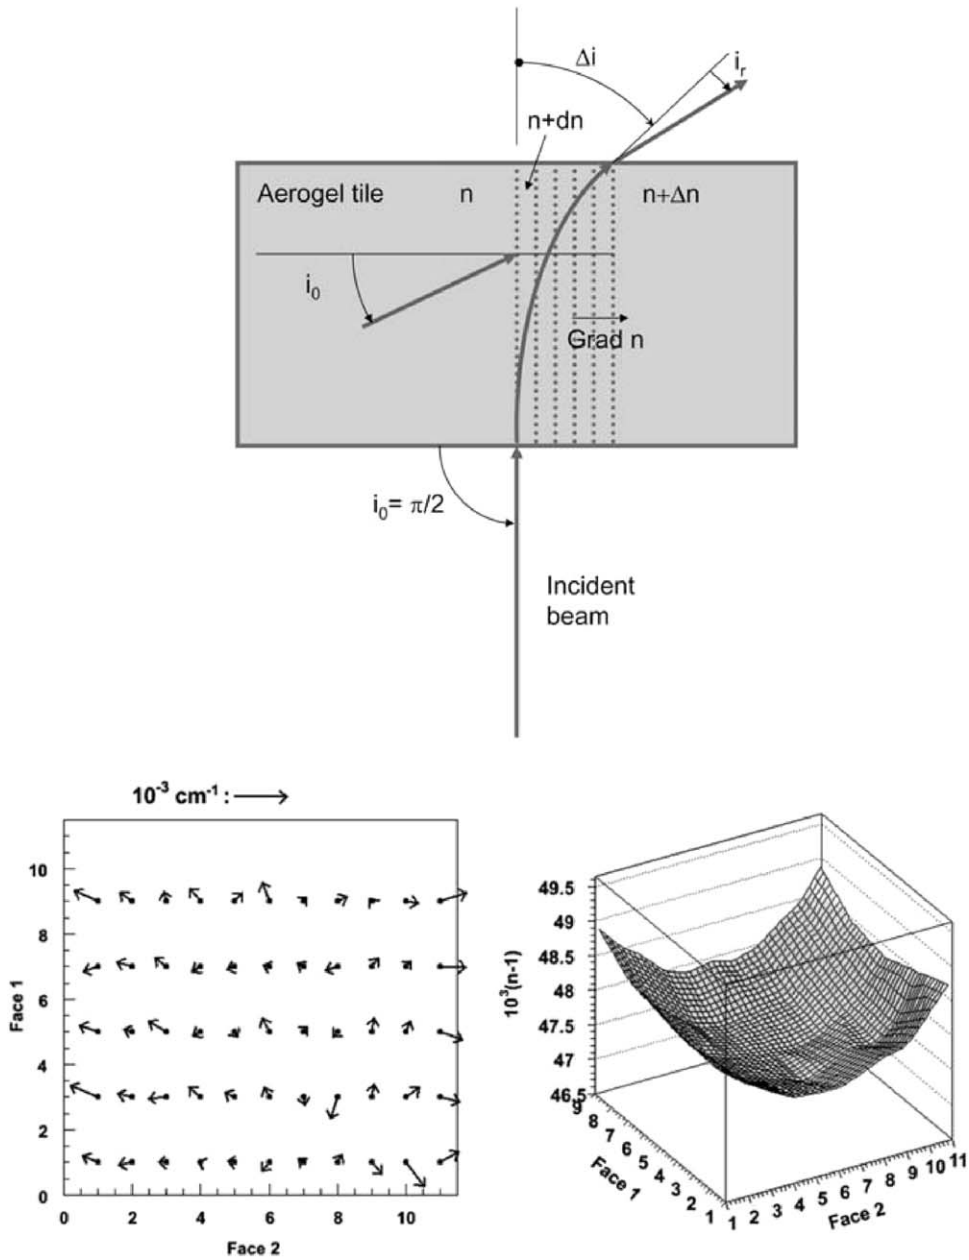 Δi
i_r
n+dn
Aerogel tile
n
n+Δn
i_0
Grad n
i_0= π/2
Incident
beam
10^-3 cm^-1 :
10
8
6
4
2
0
Face 1
0
2
4
6
8
10
Face 2
49.5
49
48.5
48
47.5
47
46.5
10^3(n-1)
9
8
7
6
5
4
3
2
1
Face 1
1
2
3
4
5
6
7
8
9
10
11
Face 2